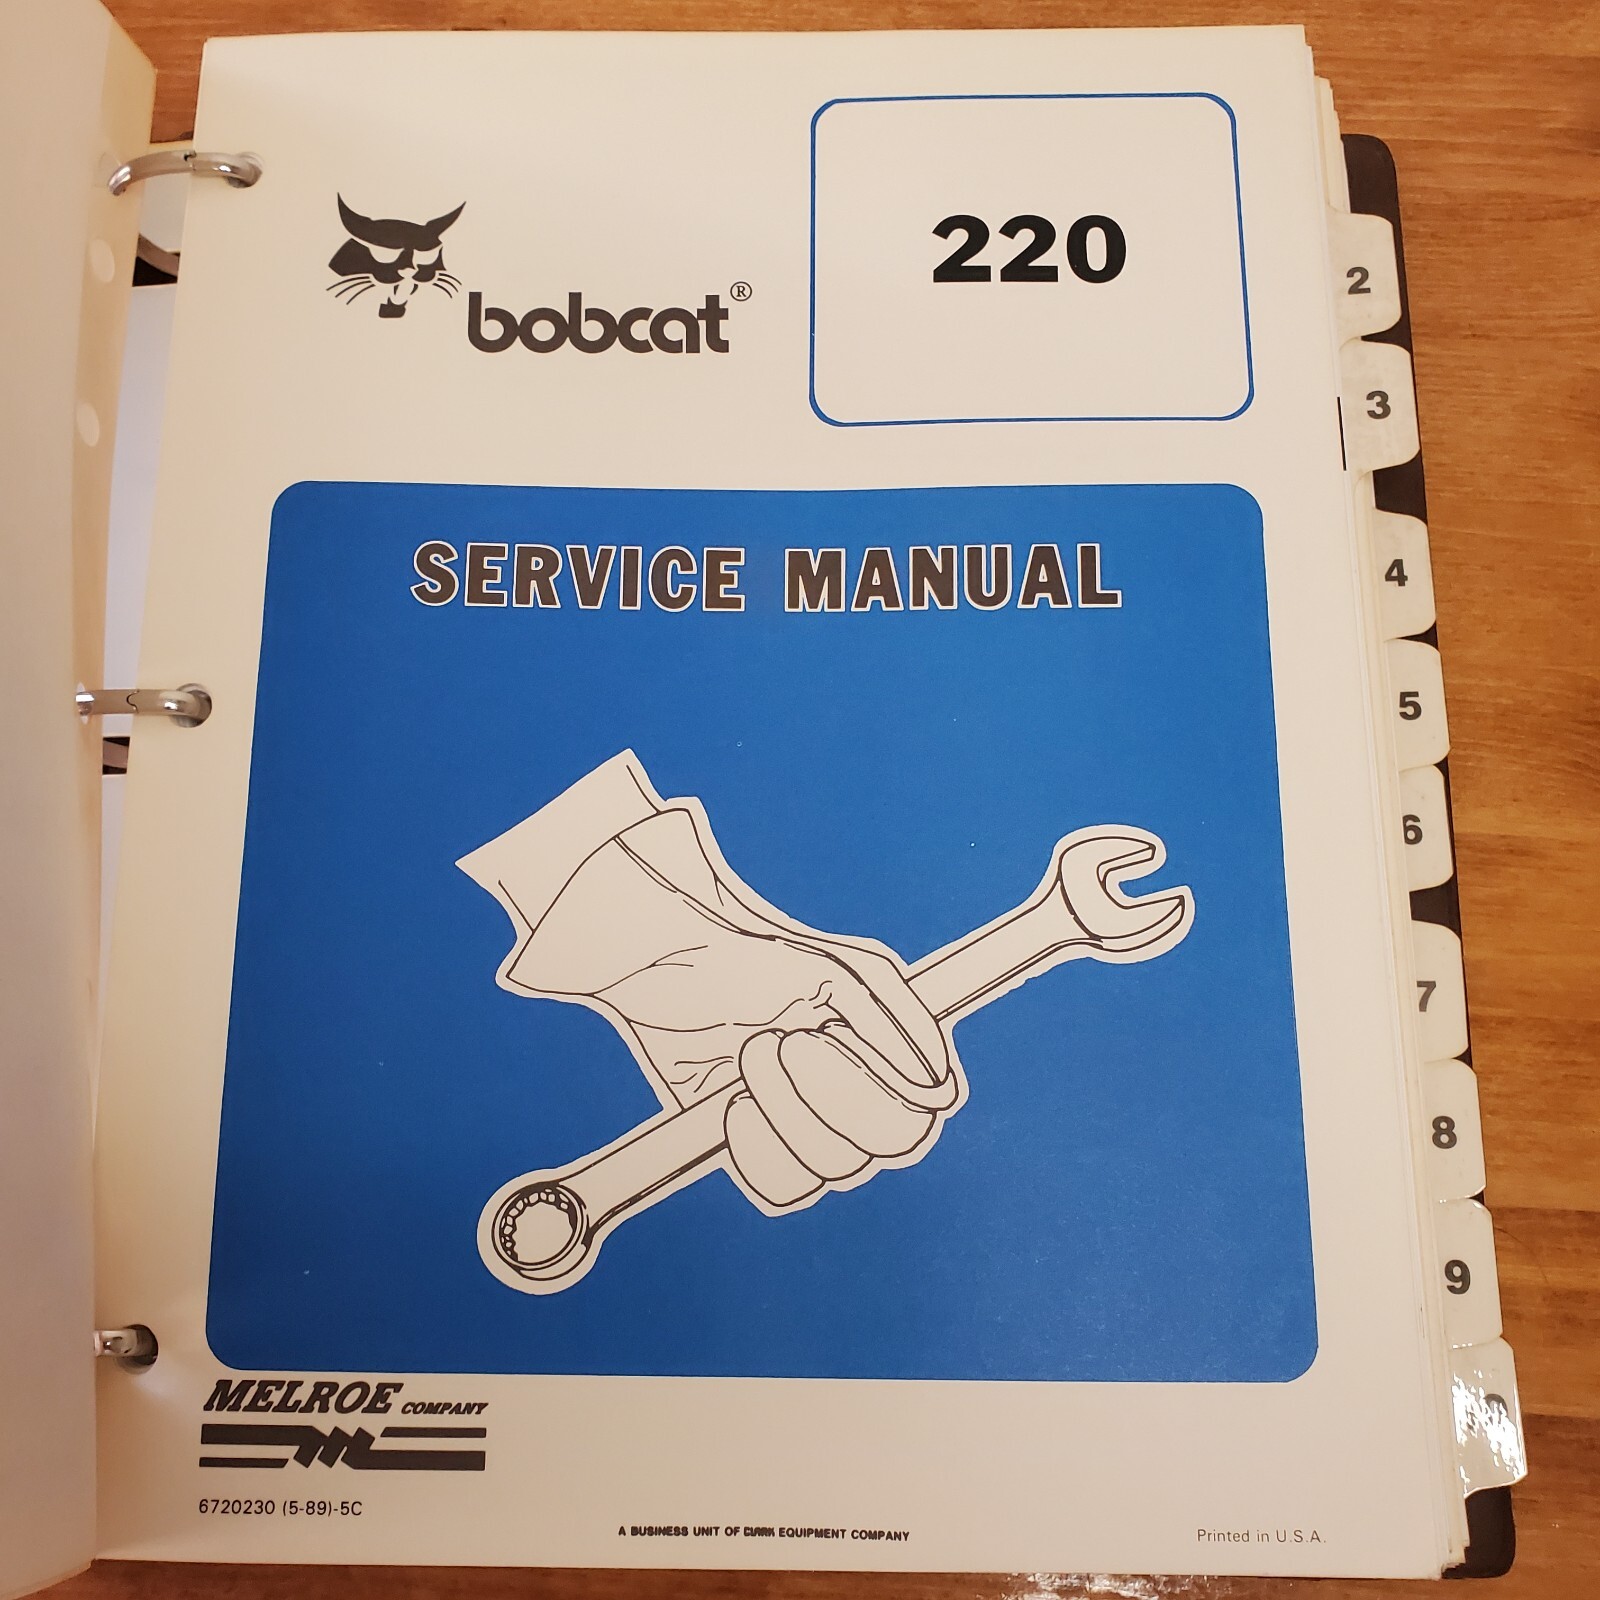 bobcat®
220
SERVICE MANUAL
2
3
4
5
6
7
8
9
MELROE COMPANY
6720230 (5-89)-5C
A BUSINESS UNIT OF CLARK EQUIPMENT COMPANY
Printed in U.S.A.